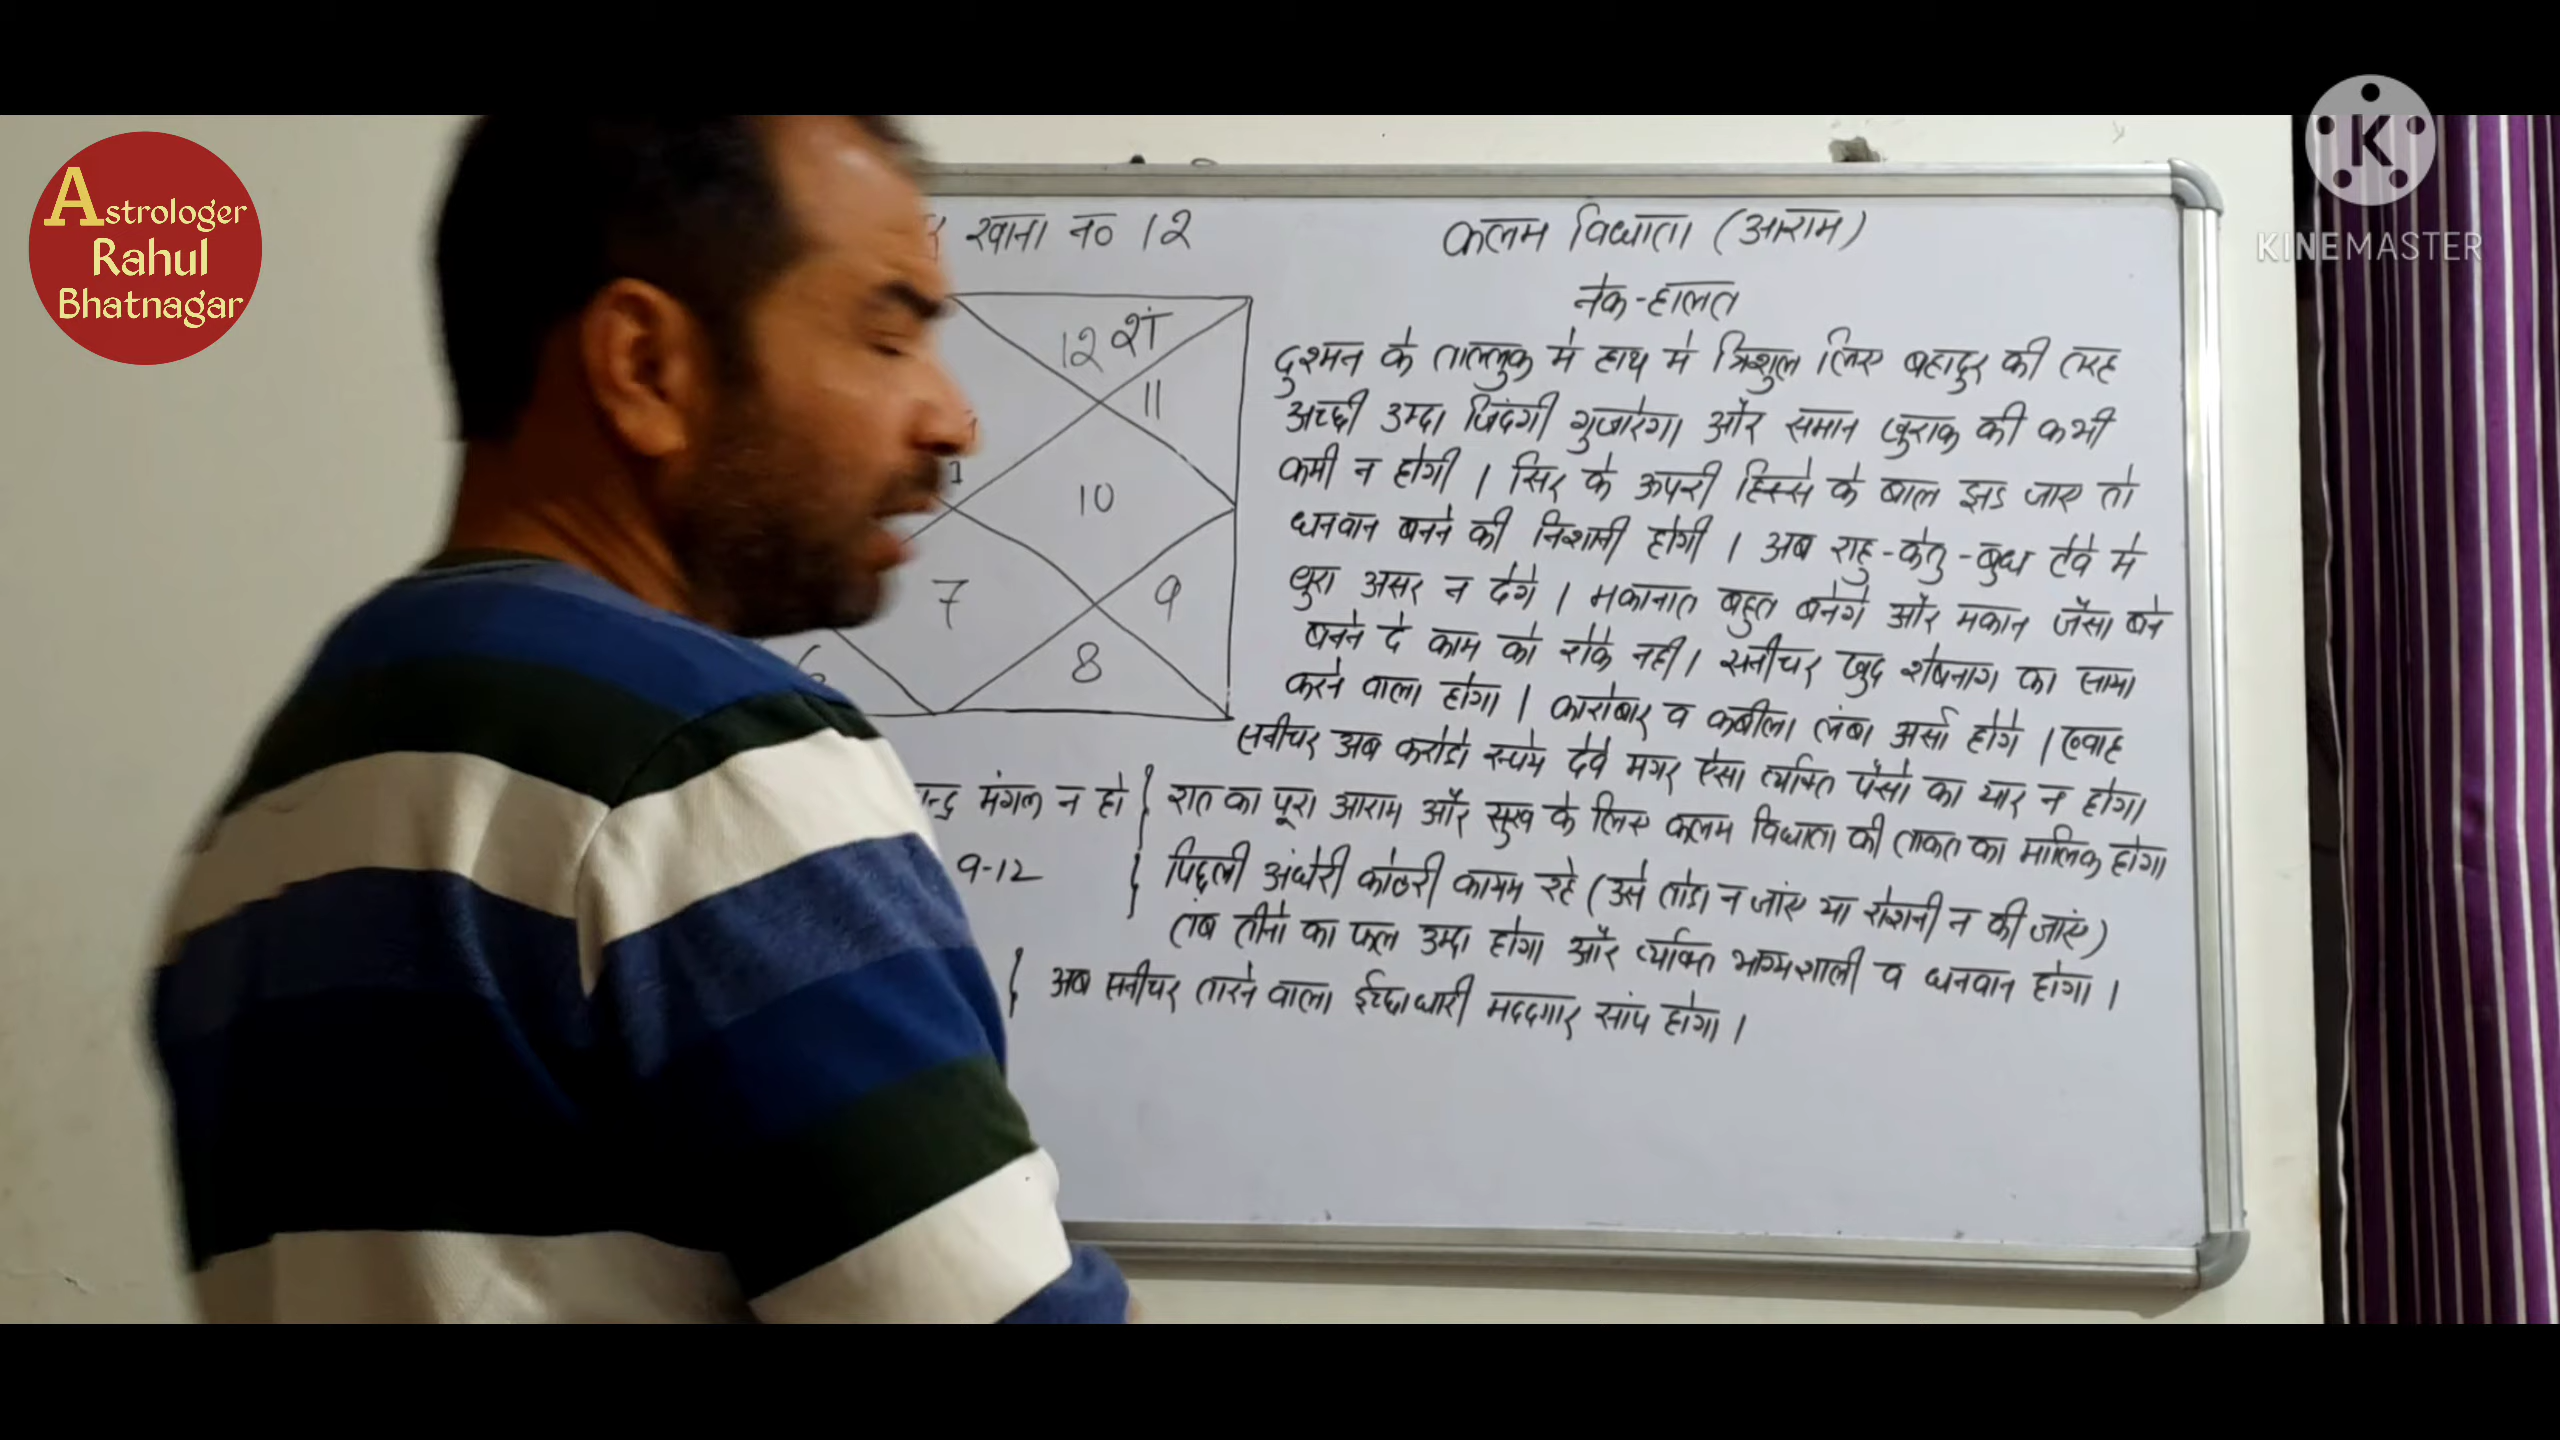 Astrologer
Rahul
Bhatnagar
K
KINEMASTER
खाना न० 12
कलम विधाता (आराम)
नेक-हालत
12 श
11
10
7
9
8
6
दुश्मन के ताल्लुक मे हाथ मे त्रिशुल लिए बहादुर की तरह
अच्छी उम्दा जिंदगी गुजारेगा और समान खुराक की कभी
कमी न होगी । सिर के ऊपरी हिस्से के बाल झड जाए तो
धनवान बनने की निशानी होगी । अब राहु-केतु-बुध टेवे मे
बुरा असर न देगे । मकानात बहुत बनेगे और मकान जैसा बने
बनने दे काम को रोके नही । सनीचर खुद शेषनाग का साया
करने वाला होगा । कारोबार व कबीला लंबा अर्सा होगे । ख्वाह
सनीचर अब करोडो रूपये देवे मगर ऐसा व्यक्ति पैसो का यार न होगा
मंगल न हो } रात का पूरा आराम और सुख के लिए कलम विधाता की ताकत का मालिक होगा
9-12 } पिछली अंधेरी कोठरी कायम रहे (उसे तोडा न जांए या रोशनी न की जांए)
तब तीनो का फल उम्दा होगा और व्यक्ति भाग्यशाली व धनवान होगा ।
} अब सनीचर तारने वाला ईच्छाधारी मददगार सांप होगा ।